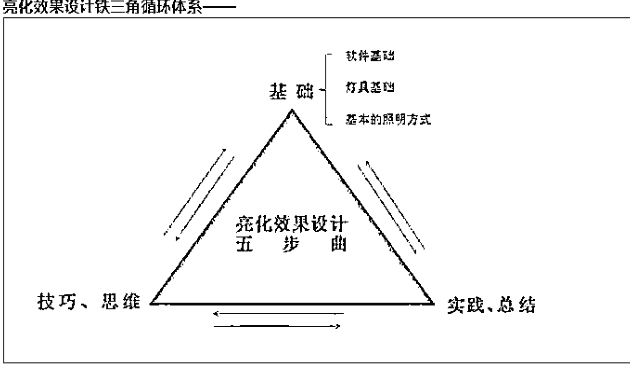 亮化效果设计铁三角循环体系——
软件基础
基础
灯具基础
基本的照明方式
亮化效果设计
五步曲
技巧、思维
实践、总结